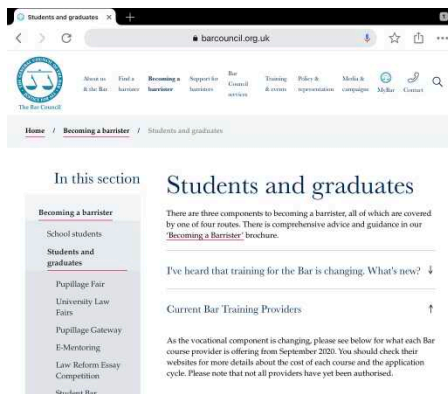 Students and graduates
barcouncil.org.uk
About us & the Bar
Find a barrister
Becoming a barrister
Support for barristers
Bar Council services
Training & events
Policy & representation
Media & campaigns
MyBar
Contact
The Bar Council
Home / Becoming a barrister / Students and graduates
In this section
Becoming a barrister
School students
Students and
graduates
Pupillage Fair
University Law
Fairs
Pupillage Gateway
E-Mentoring
Law Reform Essay
Competition
Student Bar
Students and graduates
There are three components to becoming a barrister, all of which are covered
by one of four routes. There is comprehensive advice and guidance in our
'Becoming a Barrister' brochure.
I've heard that training for the Bar is changing. What's new?
Current Bar Training Providers
As the vocational component is changing, please see below for what each Bar
course provider is offering from September 2020. You should check their
websites for more details about the cost of each course and the application
cycle. Please note that not all providers have yet been authorised.